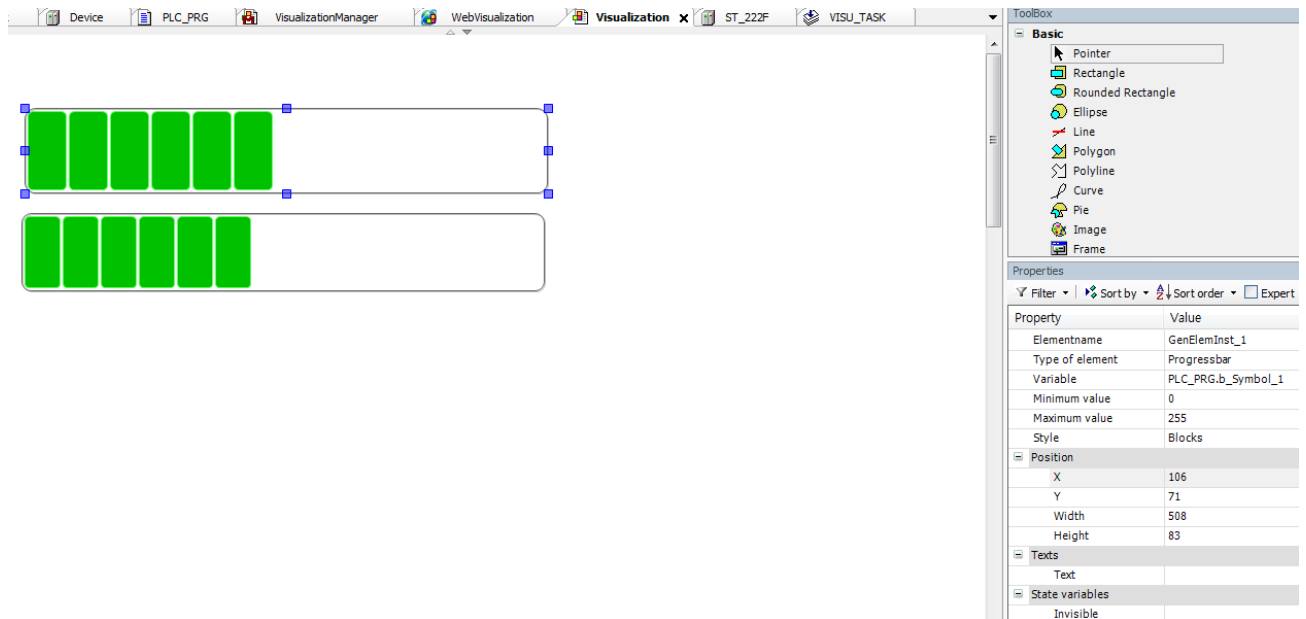 Device
PLC_PRG
VisualizationManager
WebVisualization
Visualization
ST_222F
VISU_TASK
ToolBox
Basic
Pointer
Rectangle
Rounded Rectangle
Ellipse
Line
Polygon
Polyline
Curve
Pie
Image
Frame
Properties
Filter Sort by Sort order Expert
Property Value
Elementname GenElemInst_1
Type of element Progressbar
Variable PLC_PRG.b_Symbol_1
Minimum value 0
Maximum value 255
Style Blocks
Position
X 106
Y 71
Width 508
Height 83
Texts
Text
State variables
Invisible